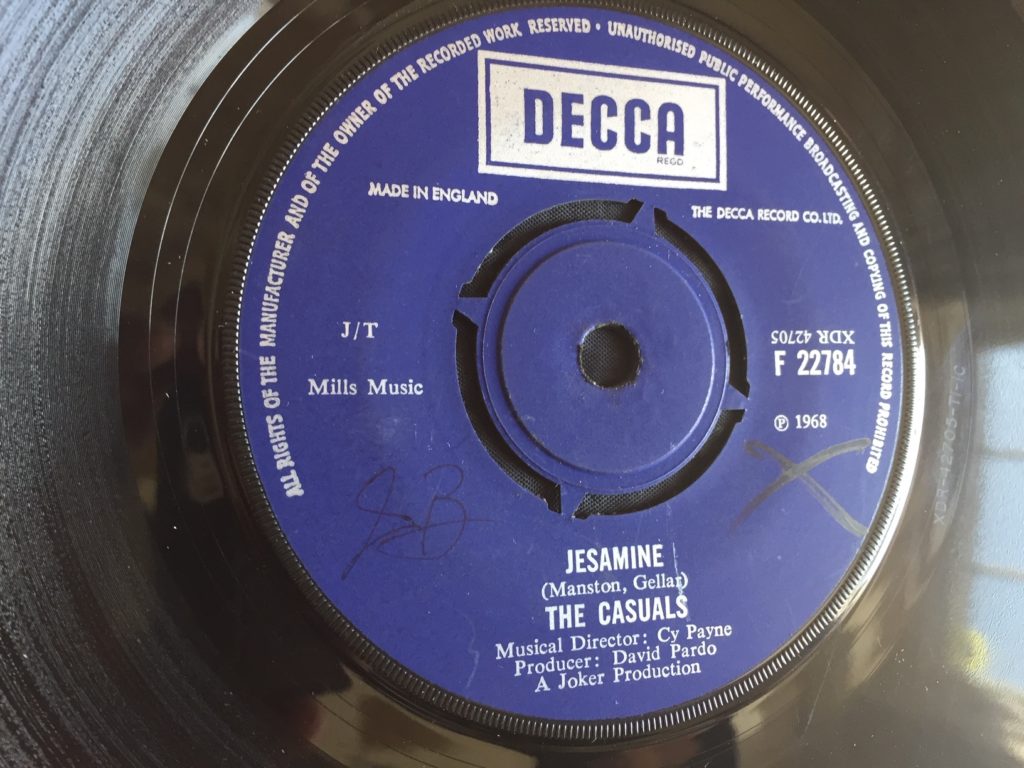 ALL RIGHTS OF THE MANUFACTURER AND OF THE OWNER OF THE RECORDED WORK RESERVED • UNAUTHORISED PUBLIC PERFORMANCE BROADCASTING AND COPYING OF THIS RECORD PROHIBITED
DECCA
REGD
MADE IN ENGLAND
THE DECCA RECORD CO. LTD.
J/T
XDR 42705
F 22784
Mills Music
℗ 1968
JESAMINE
(Manston, Gellar)
THE CASUALS
Musical Director: Cy Payne
Producer: David Pardo
A Joker Production